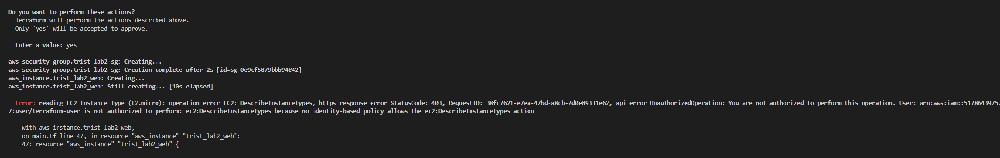 Do you want to perform these actions?
Terraform will perform the actions described above.
Only 'yes' will be accepted to approve.
Enter a value: yes
aws_security_group.trist_lab2_sg: Creating...
aws_security_group.trist_lab2_sg: Creation complete after 2s [id=sg-0e9cf5879bbb94842]
aws_instance.trist_lab2_web: Creating...
aws_instance.trist_lab2_web: Still creating... [10s elapsed]
Error: reading EC2 Instance Type (t2.micro): operation error EC2: DescribeInstanceTypes, https response error StatusCode: 403, RequestID: 38fc7621-e7ea-47bd-a8cb-2d0e89331e62, api error UnauthorizedOperation: You are not authorized to perform this operation. User: arn:aws:iam::51786439757
7:user/terraform-user is not authorized to perform: ec2:DescribeInstanceTypes because no identity-based policy allows the ec2:DescribeInstanceTypes action
with aws_instance.trist_lab2_web,
on main.tf line 47, in resource "aws_instance" "trist_lab2_web":
47: resource "aws_instance" "trist_lab2_web" {